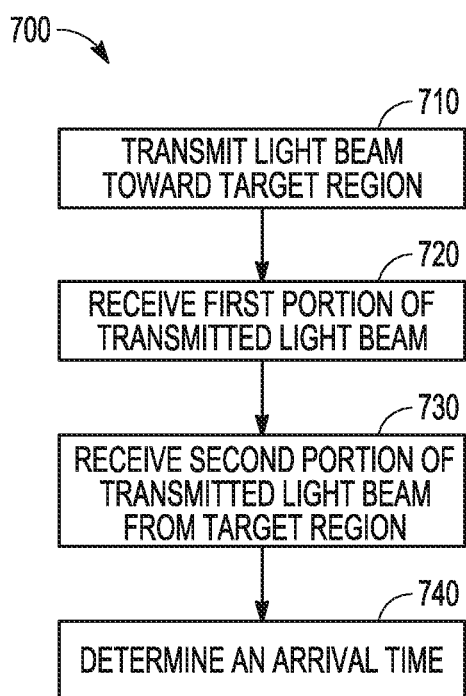 700
710
TRANSMIT LIGHT BEAM
TOWARD TARGET REGION
720
RECEIVE FIRST PORTION OF
TRANSMITTED LIGHT BEAM
730
RECEIVE SECOND PORTION OF
TRANSMITTED LIGHT BEAM
FROM TARGET REGION
740
DETERMINE AN ARRIVAL TIME